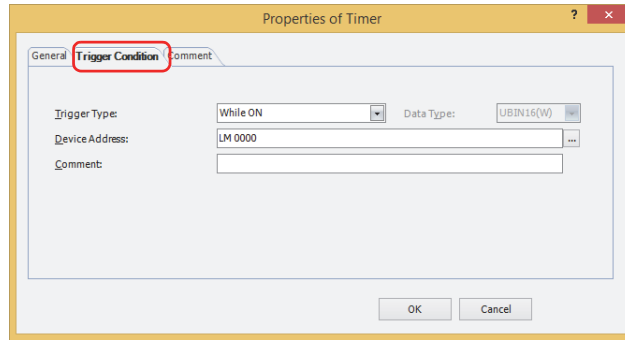 Properties of Timer ? ×
General Trigger Condition Comment
Trigger Type: While ON Data Type: UBIN16(W)
Device Address: LM 0000 ...
Comment:
OK Cancel